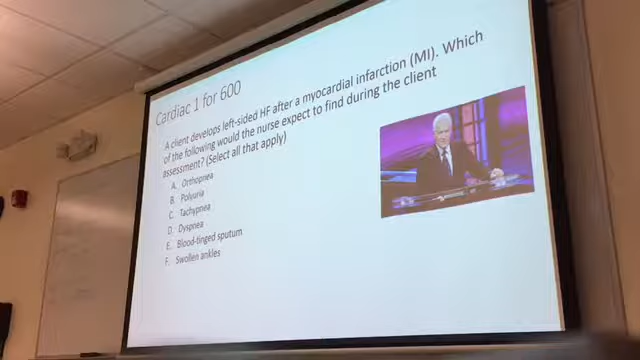 Cardiac 1 for 600
A client develops left-sided HF after a myocardial infarction (MI). Which
of the following would the nurse expect to find during the client
assessment? (Select all that apply)
A. Orthopnea
B. Polyuria
C. Tachypnea
D. Dyspnea
E. Blood-tinged sputum
F. Swollen ankles